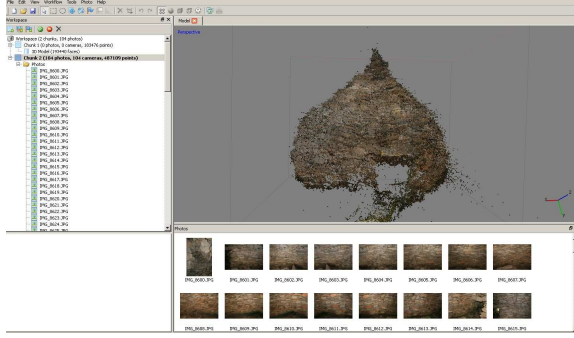 File Edit View Workflow Tools Photo Help
Workspace
Workspace (2 chunks, 104 photos)
Chunk 1 (0 photos, 0 cameras, 183476 points)
3D Model (193440 faces)
Chunk 2 (104 photos, 104 cameras, 487109 points)
Photos
IMG_8600.JPG
IMG_8601.JPG
IMG_8602.JPG
IMG_8603.JPG
IMG_8604.JPG
IMG_8605.JPG
IMG_8606.JPG
IMG_8607.JPG
IMG_8608.JPG
IMG_8609.JPG
IMG_8610.JPG
IMG_8611.JPG
IMG_8612.JPG
IMG_8613.JPG
IMG_8614.JPG
IMG_8615.JPG
IMG_8616.JPG
IMG_8617.JPG
IMG_8618.JPG
IMG_8619.JPG
IMG_8620.JPG
IMG_8621.JPG
IMG_8622.JPG
IMG_8623.JPG
IMG_8624.JPG
Model
Perspective
Photos
IMG_8600.JPG IMG_8601.JPG IMG_8602.JPG IMG_8603.JPG IMG_8604.JPG IMG_8605.JPG IMG_8606.JPG IMG_8607.JPG
IMG_8608.JPG IMG_8609.JPG IMG_8610.JPG IMG_8611.JPG IMG_8612.JPG IMG_8613.JPG IMG_8614.JPG IMG_8615.JPG